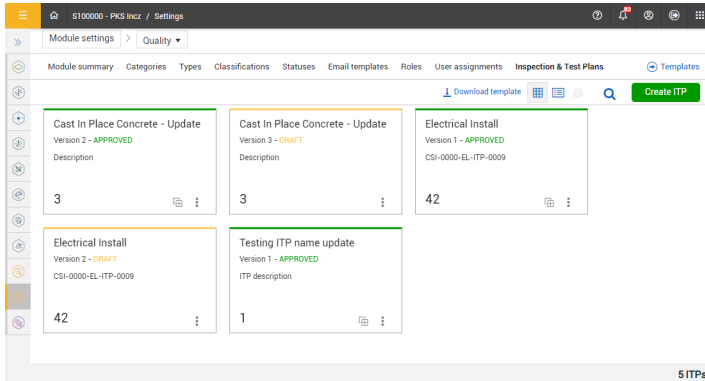 S100000 - PKS Incz / Settings
Module settings > Quality
Module summary Categories Types Classifications Statuses Email templates Roles User assignments Inspection & Test Plans Templates
Download template Create ITP
Cast In Place Concrete - Update
Version 2 - APPROVED
Description
3
Cast In Place Concrete - Update
Version 3 - DRAFT
Description
3
Electrical Install
Version 1 - APPROVED
CSI-0000-EL-ITP-0009
42
Electrical Install
Version 2 - DRAFT
CSI-0000-EL-ITP-0009
42
Testing ITP name update
Version 1 - APPROVED
ITP description
1
5 ITPs